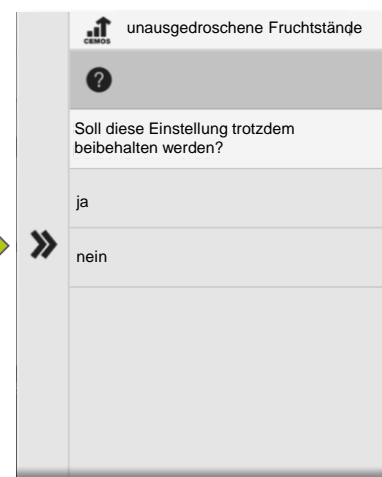 CEMOS
unausgedroschene Fruchtstände
?
Soll diese Einstellung trotzdem
beibehalten werden?
ja
nein